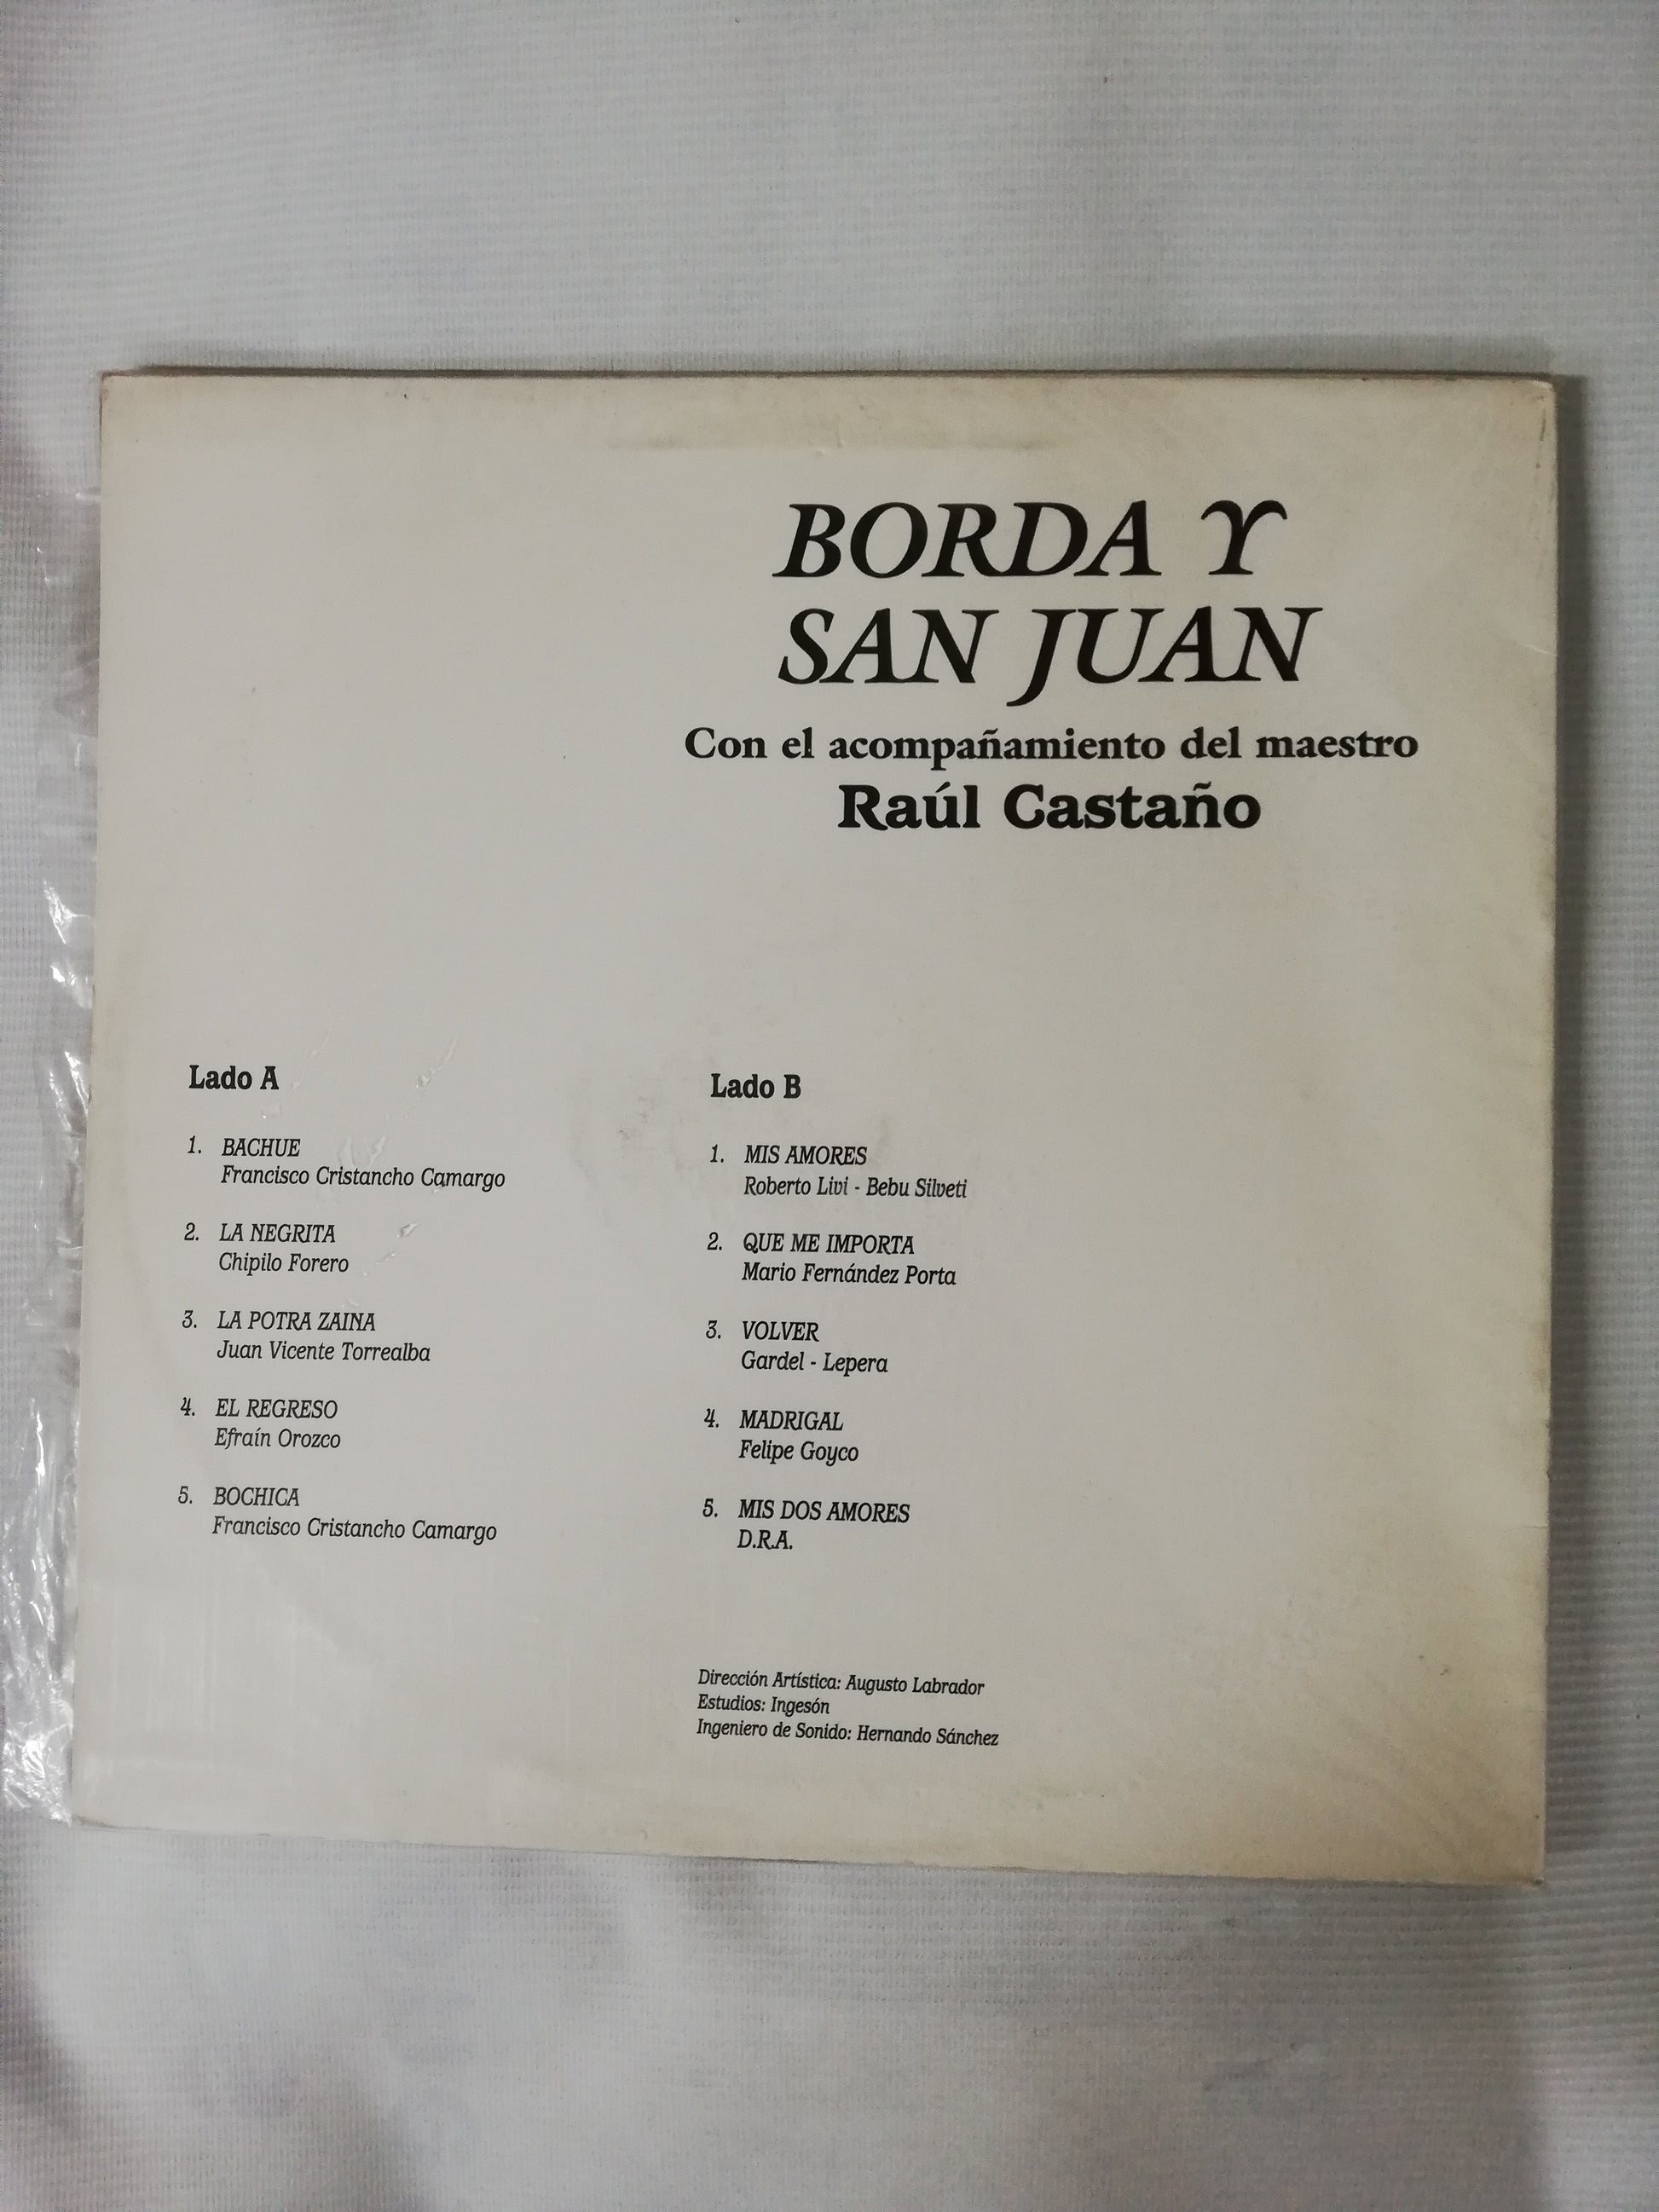 BORDA Y
SAN JUAN
Con el acompañamiento del maestro
Raúl Castaño
Lado A
1. BACHUE
Francisco Cristancho Camargo
2. LA NEGRITA
Chipilo Forero
3. LA POTRA ZAINA
Juan Vicente Torrealba
4. EL REGRESO
Efraín Orozco
5. BOCHICA
Francisco Cristancho Camargo
Lado B
1. MIS AMORES
Roberto Livi - Bebu Silveti
2. QUE ME IMPORTA
Mario Fernández Porta
3. VOLVER
Gardel - Lepera
4. MADRIGAL
Felipe Goyco
5. MIS DOS AMORES
D.R.A.
Dirección Artística: Augusto Labrador
Estudios: Ingesón
Ingeniero de Sonido: Hernando Sánchez